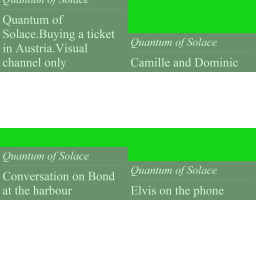 Quantum of Solace
Quantum of
Solace.Buying a ticket
in Austria.Visual
channel only
Quantum of Solace
Camille and Dominic
Quantum of Solace
Conversation on Bond
at the harbour
Quantum of Solace
Elvis on the phone